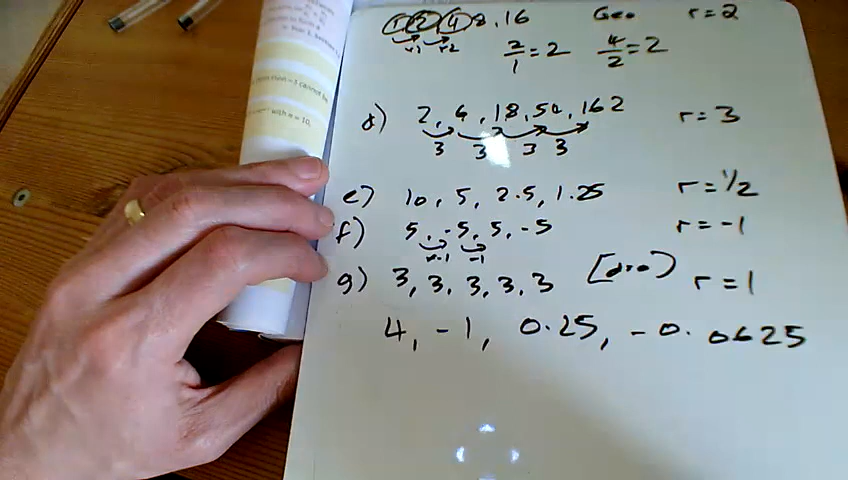 1, 2, 4, 8, 16 Geo r = 2
x2 x2 2/1 = 2 4/2 = 2
d) 2, 6, 18, 54, 162 r = 3
3 3 3 3
e) 10, 5, 2.5, 1.25 r = 1/2
f) 5, -5, 5, -5 r = -1
x-1 -1
g) 3, 3, 3, 3, 3 r = 1
4, -1, 0.25, -0.0625
with n = 10,